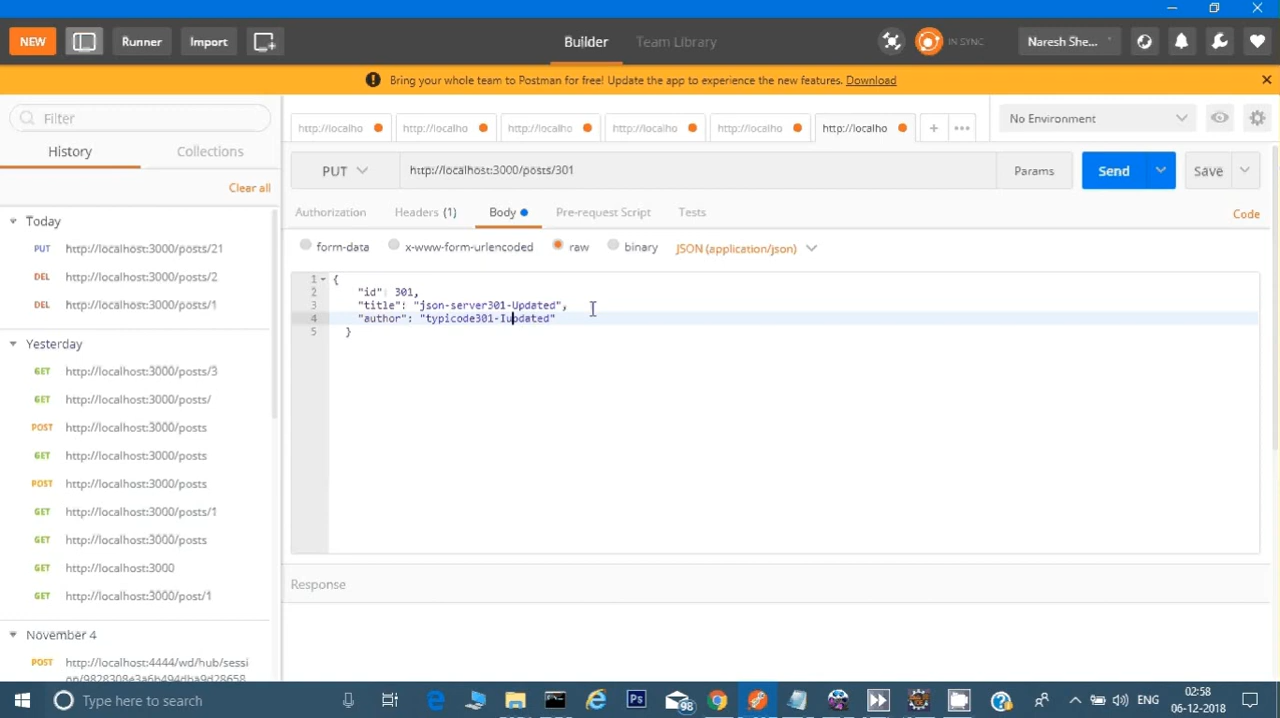 NEW Runner Import Builder Team Library IN SYNC Naresh She...
Bring your whole team to Postman for free! Update the app to experience the new features. Download
Filter
History Collections
Clear all
Today
PUT http://localhost:3000/posts/21
DEL http://localhost:3000/posts/2
DEL http://localhost:3000/posts/1
Yesterday
GET http://localhost:3000/posts/3
GET http://localhost:3000/posts/
POST http://localhost:3000/posts
GET http://localhost:3000/posts
POST http://localhost:3000/posts
GET http://localhost:3000/posts/1
GET http://localhost:3000/posts
GET http://localhost:3000
GET http://localhost:3000/post/1
November 4
POST http://localhost:4444/wd/hub/sessi
on/9828308e3a6b494dba9d28658
http://localho http://localho http://localho http://localho http://localho http://localho
No Environment
PUT http://localhost:3000/posts/301 Params Send Save
Authorization Headers (1) Body Pre-request Script Tests Code
form-data x-www-form-urlencoded raw binary JSON (application/json)
1 {
2 "id": 301,
3 "title": "json-server301-Updated",
4 "author": "typicode301-Iupdated"
5 }
Response
Type here to search
98
ENG
02:58
06-12-2018